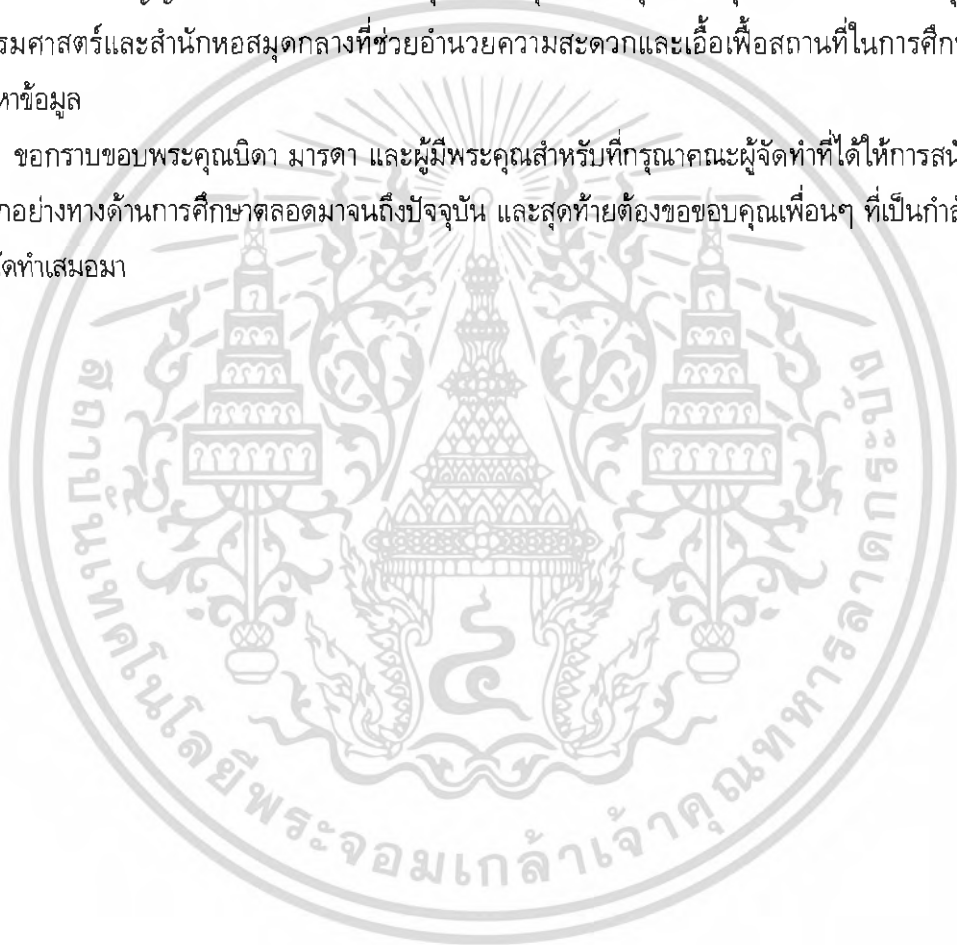 รมศาสตร์และสำนักหอสมุดกลางที่ช่วยอำนวยความสะดวกและเอื้อเฟื้อสถานที่ในการศึกษ
หาข้อมูล
ขอกราบขอบพระคุณบิดา มารดา และผู้มีพระคุณสำหรับที่กรุณาคณะผู้จัดทำที่ได้ให้การสนั
กอย่างทางด้านการศึกษาตลอดมาจนถึงปัจจุบัน และสุดท้ายต้องขอขอบคุณเพื่อนๆ ที่เป็นกำลั
ัดทำเสมอมา
สถาบันเทคโนโลยีพระจอมเกล้าเจ้าคุณทหารลาดกระบัง
๔